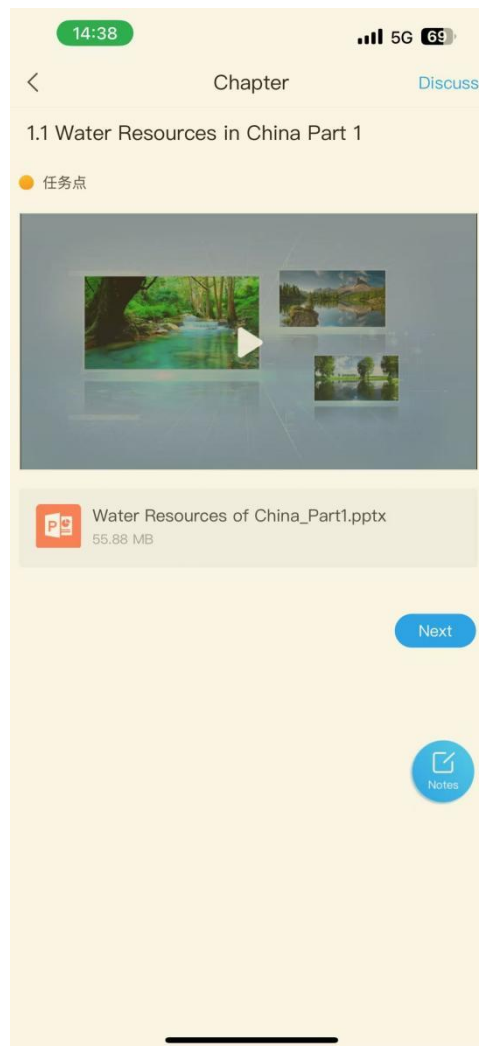 14:38
5G 69
Chapter
Discuss
1.1 Water Resources in China Part 1
任务点
P
Water Resources of China_Part1.pptx
55.88 MB
Next
Notes